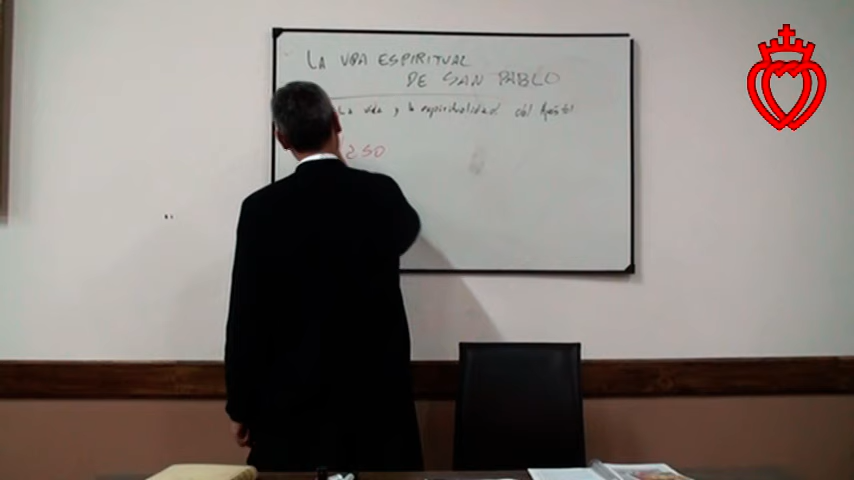 LA VIDA ESPIRITUAL
DE SAN PABLO
La vida y la espiritualidad del Apóstol